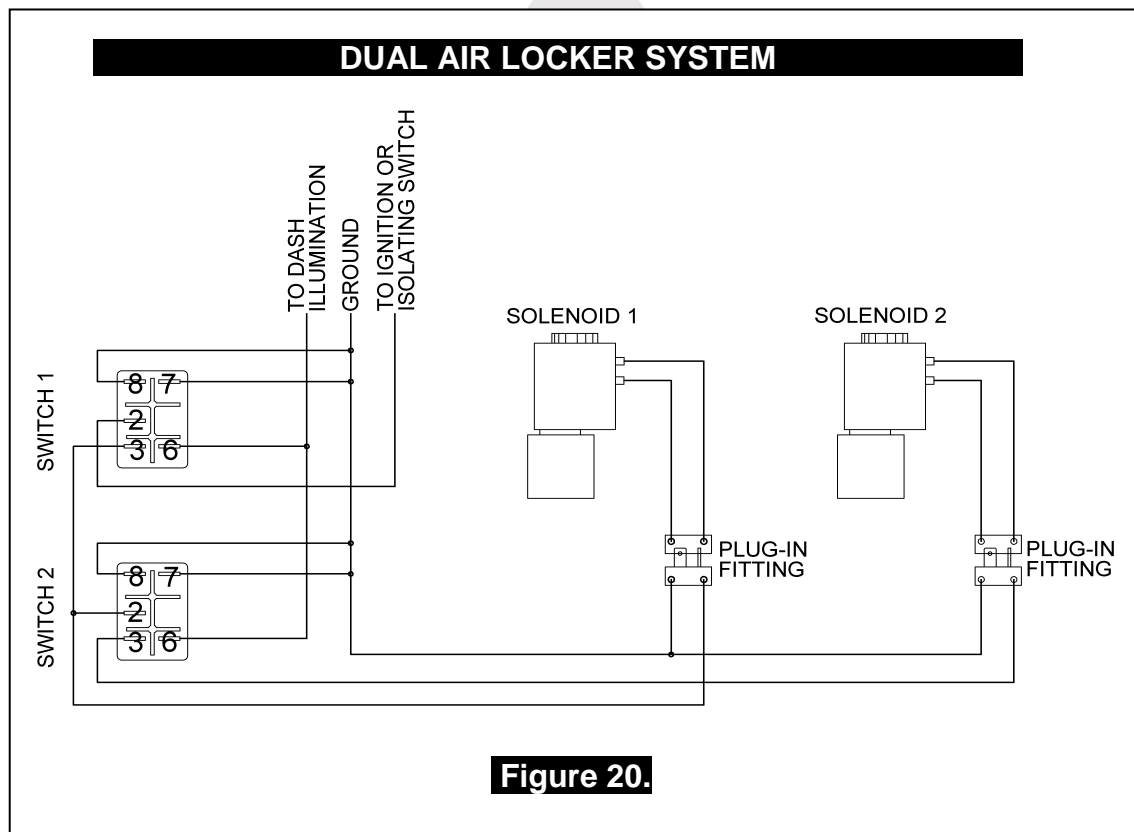 DUAL AIR LOCKER SYSTEM
TO DASH
ILLUMINATION
GROUND
TO IGNITION OR
ISOLATING SWITCH
SOLENOID 1
SOLENOID 2
SWITCH 1
8 7
2
3 6
SWITCH 2
8 7
2
3 6
PLUG-IN
FITTING
PLUG-IN
FITTING
Figure 20.